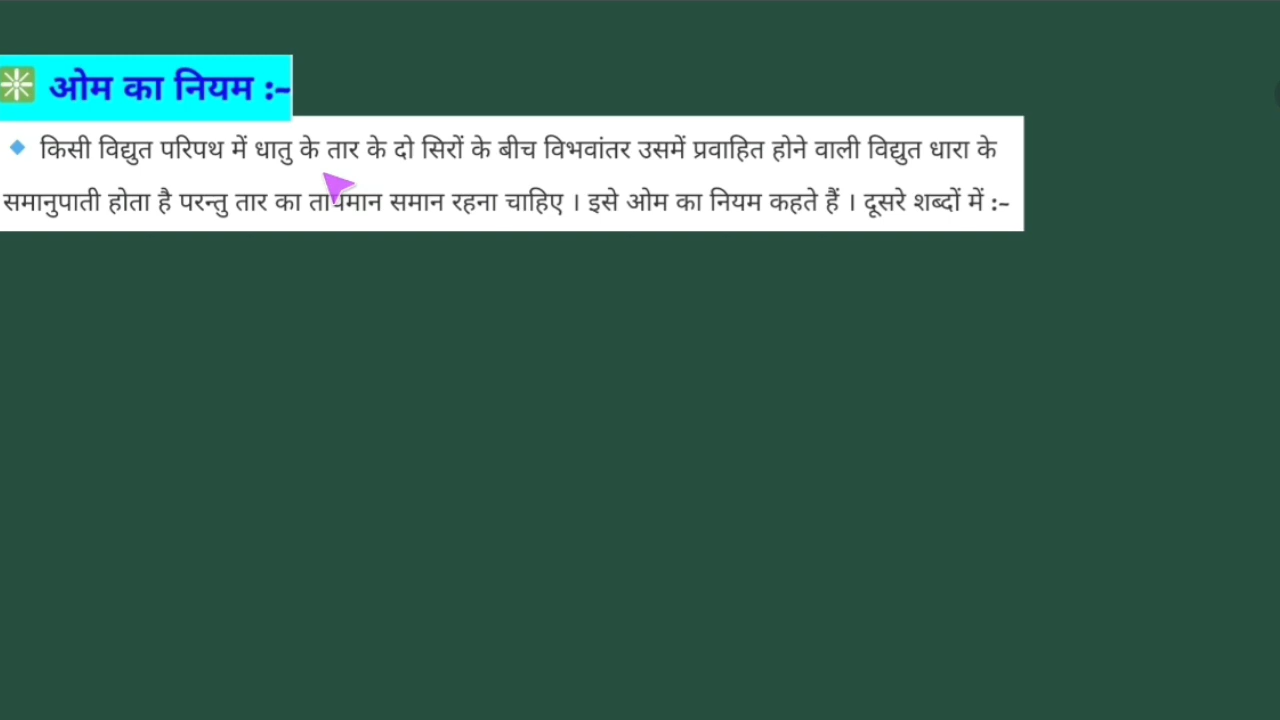 ओम का नियम :-
किसी विद्युत परिपथ में धातु के तार के दो सिरों के बीच विभवांतर उसमें प्रवाहित होने वाली विद्युत धारा के
समानुपाती होता है परन्तु तार का तापमान समान रहना चाहिए । इसे ओम का नियम कहते हैं । दूसरे शब्दों में :-